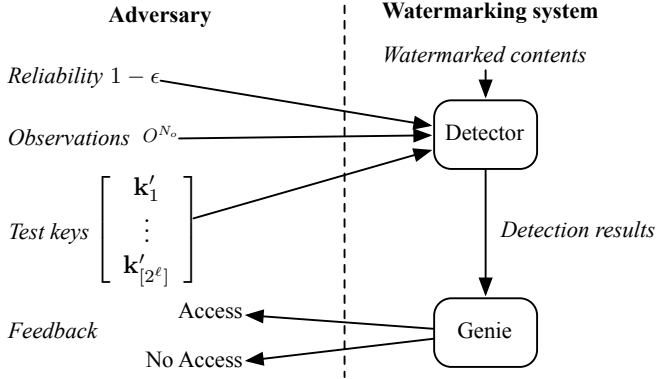 Adversary
Watermarking system
Reliability 1 − ϵ
Watermarked contents
Observations O^{N_o}
Detector
Test keys [ k′_1 ⋮ k′_{[2^ℓ]} ]
Detection results
Feedback
Access
No Access
Genie